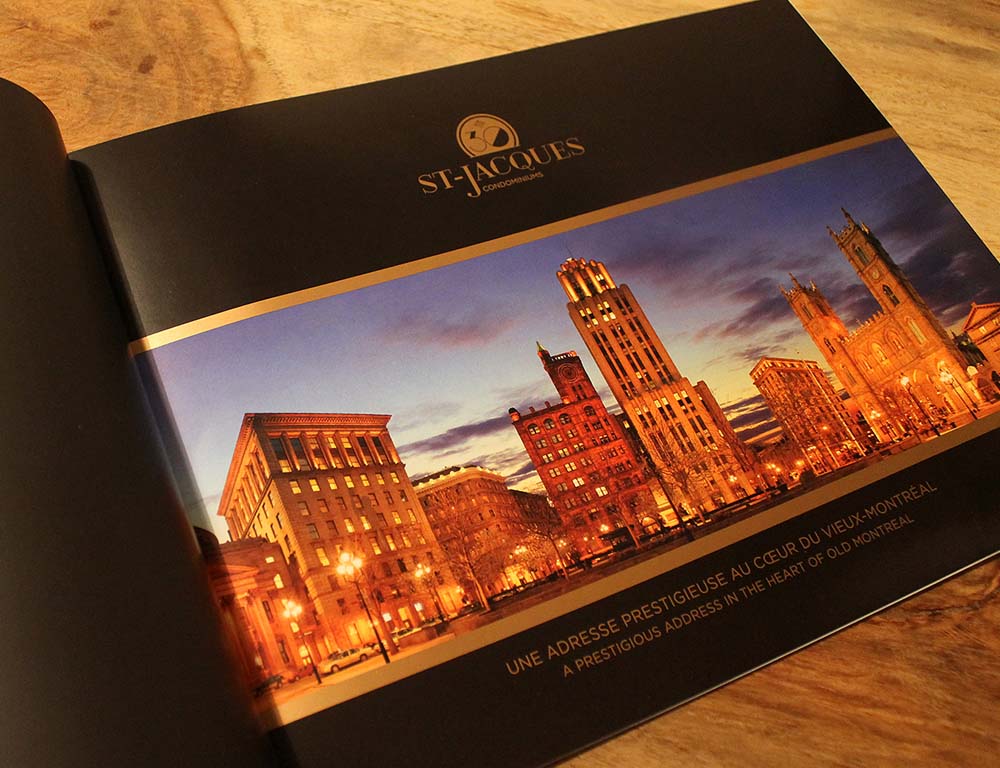 30
ST-JACQUES
CONDOMINIUMS
UNE ADRESSE PRESTIGIEUSE AU CŒUR DU VIEUX-MONTRÉAL
A PRESTIGIOUS ADDRESS IN THE HEART OF OLD MONTREAL